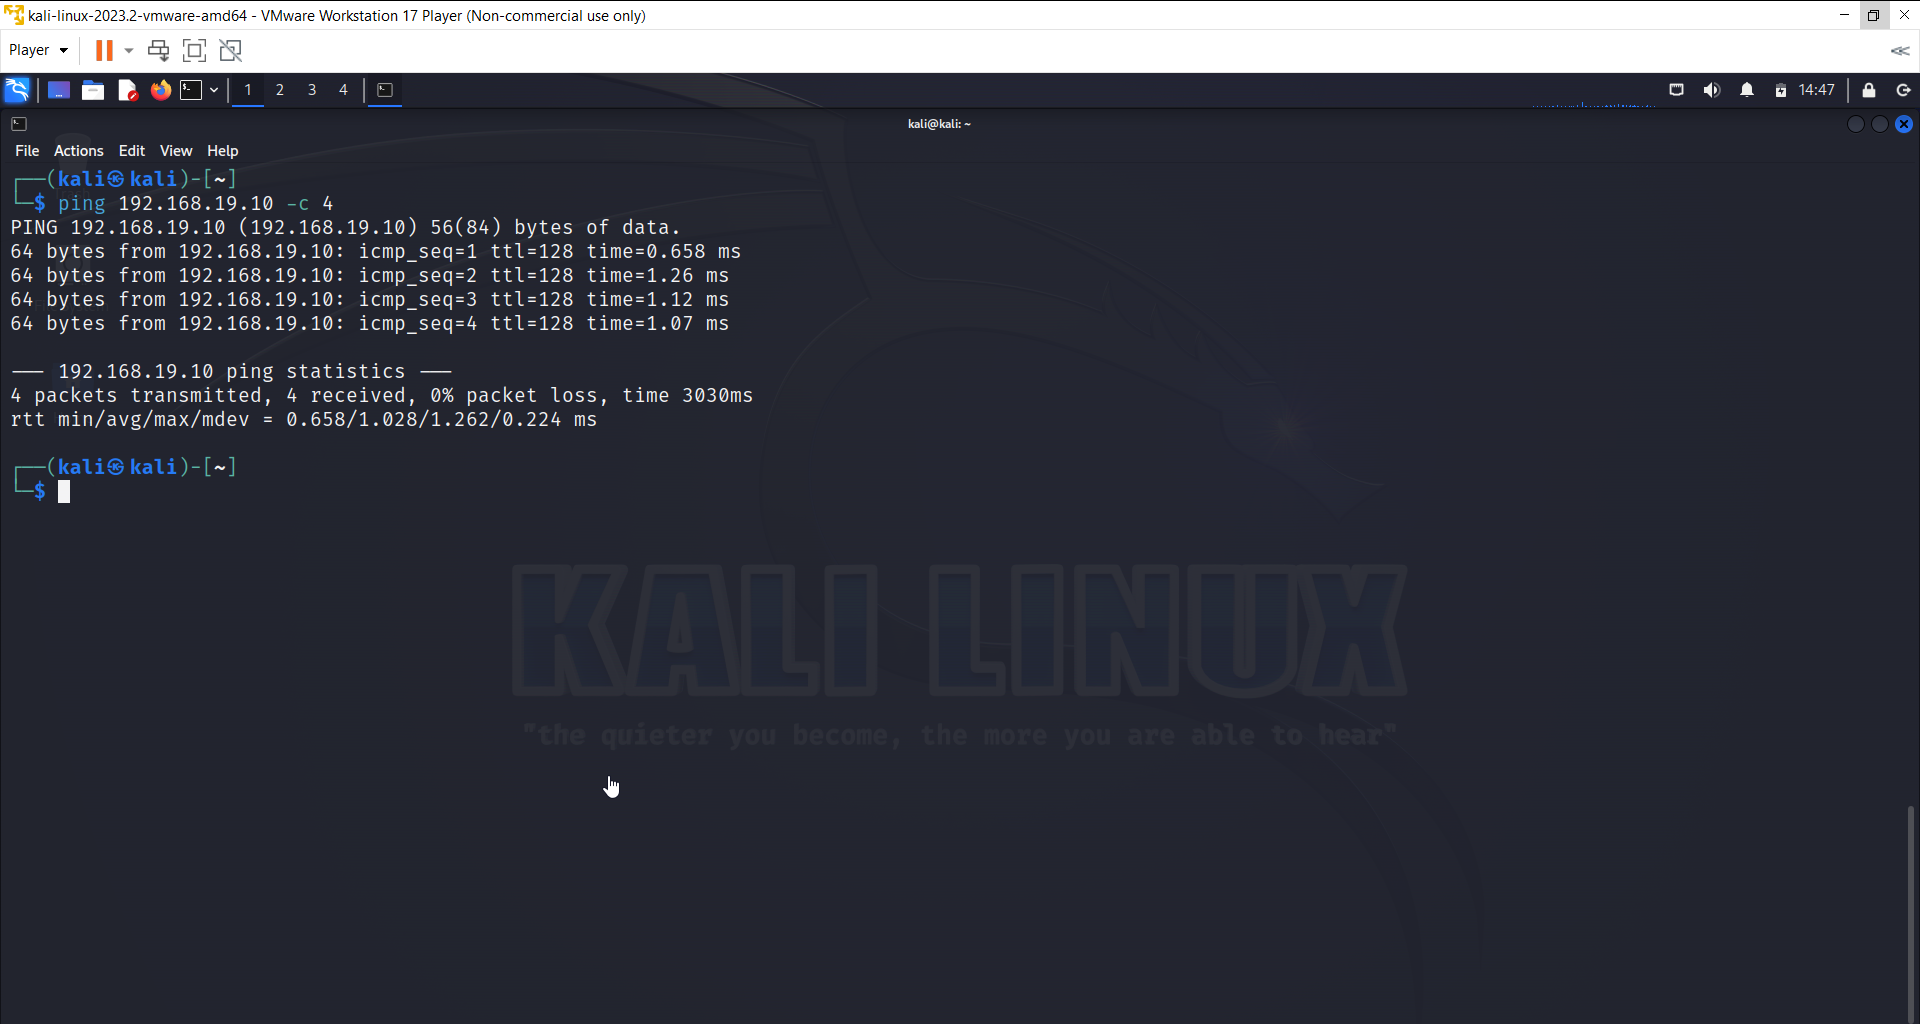 kali-linux-2023.2-vmware-amd64 - VMware Workstation 17 Player (Non-commercial use only)
Player
1 2 3 4 14:47
kali@kali: ~
File Actions Edit View Help
┌──(kali㉿kali)-[~]
└─$ ping 192.168.19.10 -c 4
PING 192.168.19.10 (192.168.19.10) 56(84) bytes of data.
64 bytes from 192.168.19.10: icmp_seq=1 ttl=128 time=0.658 ms
64 bytes from 192.168.19.10: icmp_seq=2 ttl=128 time=1.26 ms
64 bytes from 192.168.19.10: icmp_seq=3 ttl=128 time=1.12 ms
64 bytes from 192.168.19.10: icmp_seq=4 ttl=128 time=1.07 ms
--- 192.168.19.10 ping statistics ---
4 packets transmitted, 4 received, 0% packet loss, time 3030ms
rtt min/avg/max/mdev = 0.658/1.028/1.262/0.224 ms
┌──(kali㉿kali)-[~]
└─$
KALI LINUX
"the quieter you become, the more you are able to hear"